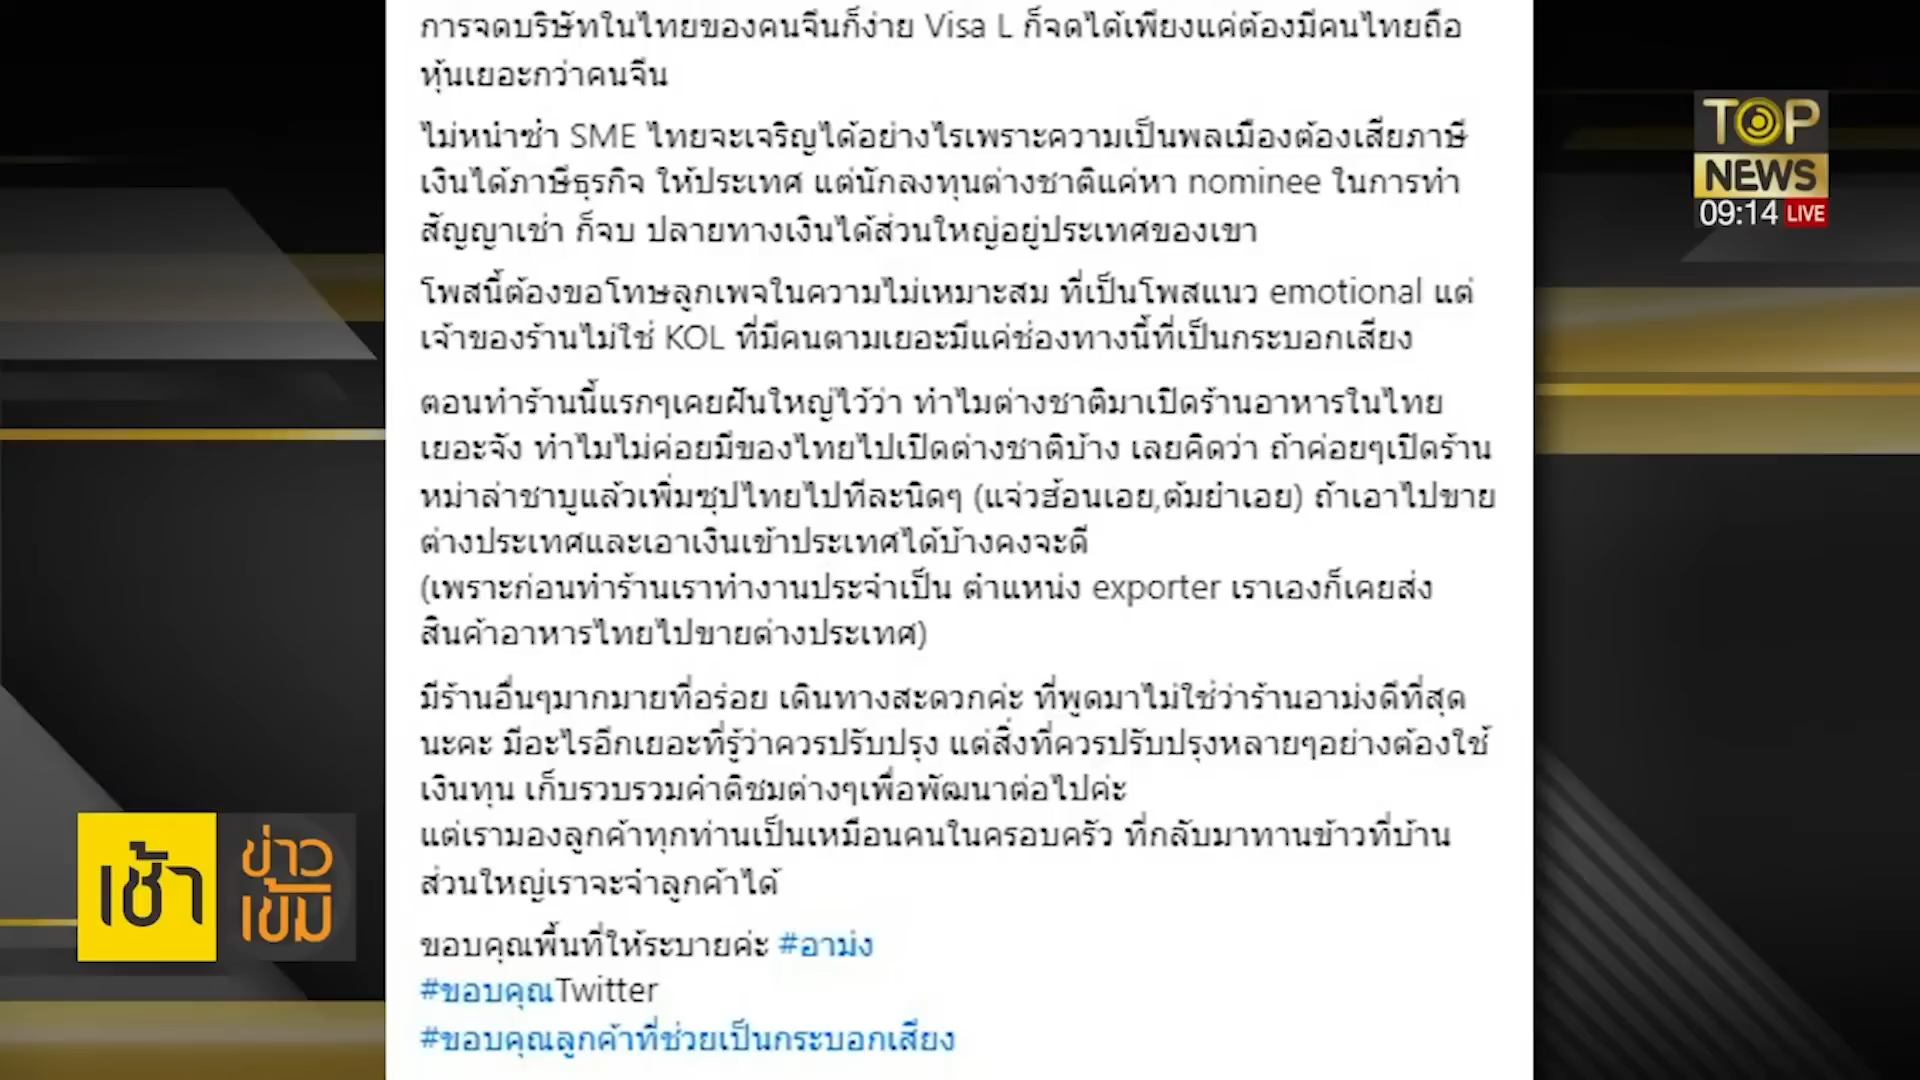 การจดบริษัทในไทยของคนจีนก็ง่าย Visa L ก็จดได้เพียงแค่ต้องมีคนไทยถือ
หุ้นเยอะกว่าคนจีน
ไม่หนำซ้ำ SME ไทยจะเจริญได้อย่างไรเพราะความเป็นพลเมืองต้องเสียภาษี
เงินได้ภาษีธุรกิจ ให้ประเทศ แต่นักลงทุนต่างชาติแค่หา nominee ในการทำ
สัญญาเช่า ก็จบ ปลายทางเงินได้ส่วนใหญ่อยู่ประเทศของเขา
โพสนี้ต้องขอโทษลูกเพจในความไม่เหมาะสม ที่เป็นโพสแนว emotional แต่
เจ้าของร้านไม่ใช่ KOL ที่มีคนตามเยอะมีแค่ช่องทางนี้ที่เป็นกระบอกเสียง
ตอนทำร้านนี้แรกๆเคยฝันใหญ่ไว้ว่า ทำไมต่างชาติมาเปิดร้านอาหารในไทย
เยอะจัง ทำไมไม่ค่อยมีของไทยไปเปิดต่างชาติบ้าง เลยคิดว่า ถ้าค่อยๆเปิดร้าน
หม่าล่าชาบูแล้วเพิ่มซุปไทยไปทีละนิดๆ (แจ่วฮ้อนเอย,ต้มยำเอย) ถ้าเอาไปขาย
ต่างประเทศและเอาเงินเข้าประเทศได้บ้างคงจะดี
(เพราะก่อนทำร้านเราทำงานประจำเป็น ตำแหน่ง exporter เราเองก็เคยส่ง
สินค้าอาหารไทยไปขายต่างประเทศ)
มีร้านอื่นๆมากมายที่อร่อย เดินทางสะดวกค่ะ ที่พูดมาไม่ใช่ว่าร้านอาม่งดีที่สุด
นะคะ มีอะไรอีกเยอะที่รู้ว่าควรปรับปรุง แต่สิ่งที่ควรปรับปรุงหลายๆอย่างต้องใช้
เงินทุน เก็บรวบรวมคำติชมต่างๆเพื่อพัฒนาต่อไปค่ะ
แต่เรามองลูกค้าทุกท่านเป็นเหมือนคนในครอบครัว ที่กลับมาทานข้าวที่บ้าน
ส่วนใหญ่เราจะจำลูกค้าได้
ขอบคุณพื้นที่ให้ระบายค่ะ #อาม่ง
#ขอบคุณTwitter
#ขอบคุณลูกค้าที่ช่วยเป็นกระบอกเสียง
TOP
NEWS
09:14 LIVE
เช้า
ข่าว
เข้ม